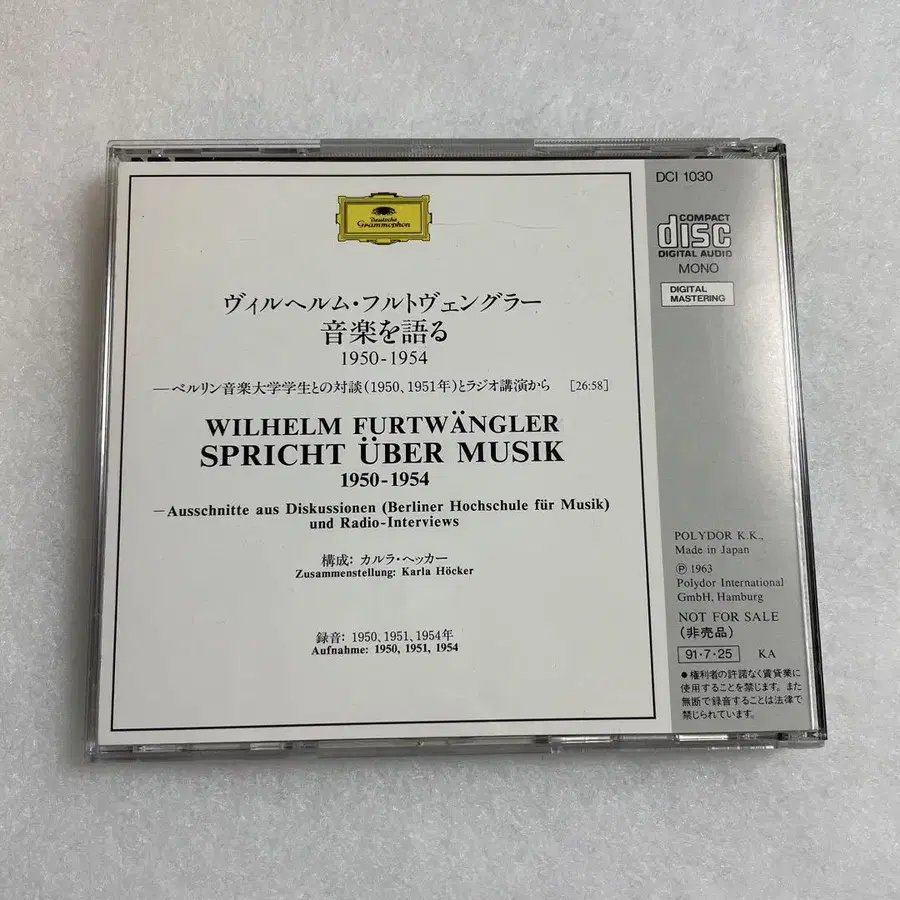 Deutsche
Grammophon
ヴィルヘルム・フルトヴェングラー
音楽を語る
1950-1954
—ベルリン音楽大学学生との対談(1950、1951年)とラジオ講演から [26:58]
WILHELM FURTWÄNGLER
SPRICHT ÜBER MUSIK
1950-1954
—Ausschnitte aus Diskussionen (Berliner Hochschule für Musik)
und Radio-Interviews
構成: カルラ・ヘッカー
Zusammenstellung: Karla Höcker
録音: 1950、1951、1954年
Aufnahme: 1950, 1951, 1954
DCI 1030
COMPACT
disc
DIGITAL AUDIO
MONO
DIGITAL
MASTERING
POLYDOR K.K.,
Made in Japan
Ⓟ 1963
Polydor International
GmbH, Hamburg
NOT FOR SALE
(非売品)
91・7・25 KA
●権利者の許諾なく賃貸業に
使用することを禁じます。また
無断で録音することは法律で
禁じられています。